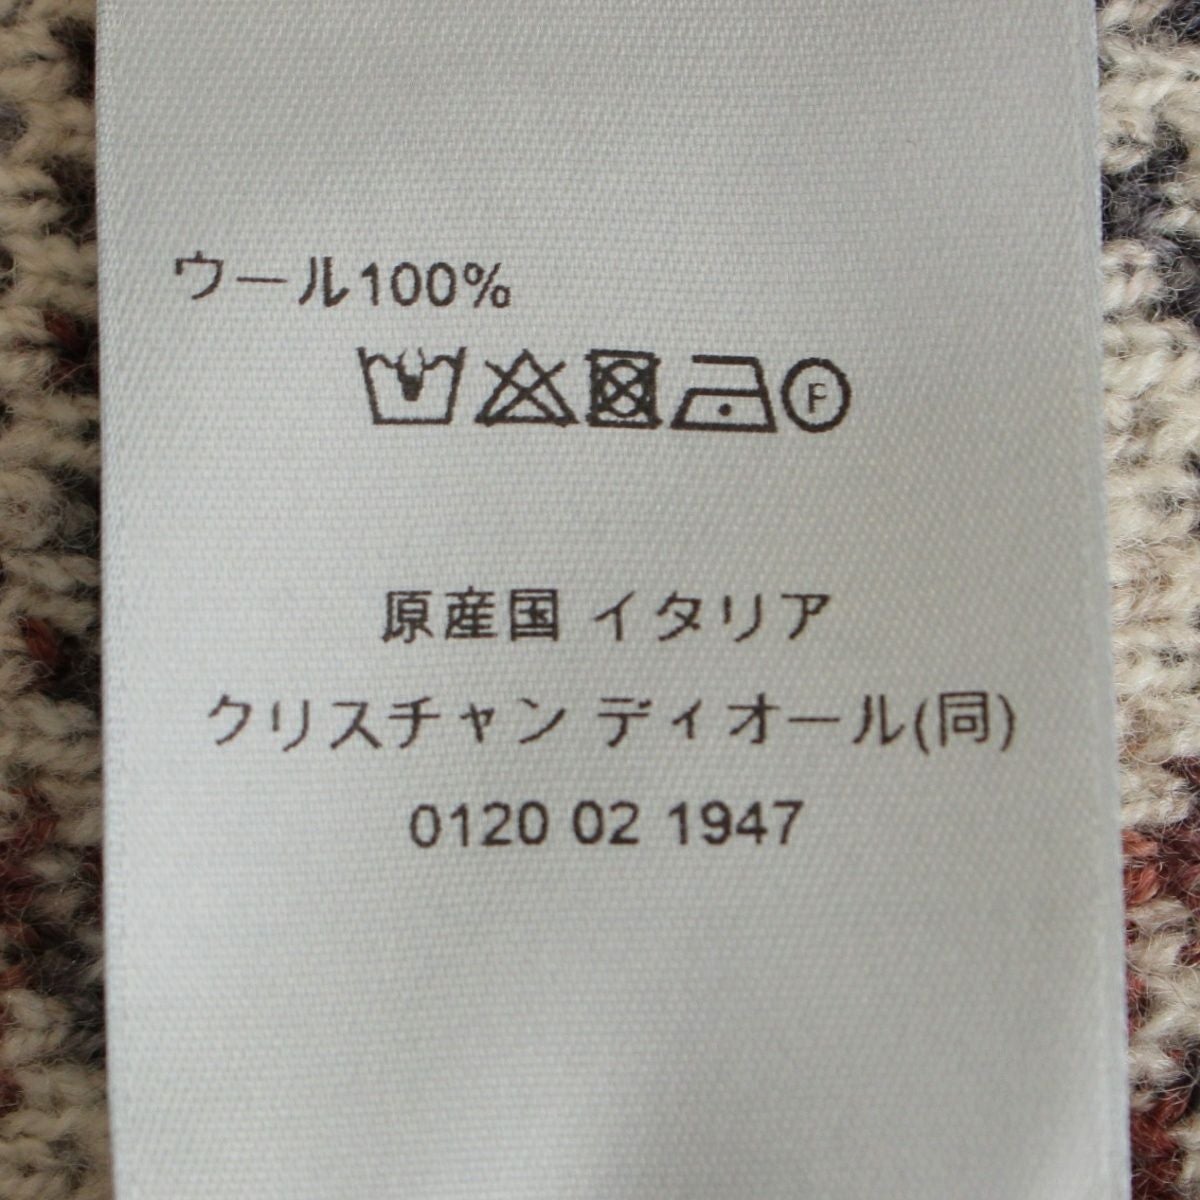 ウール100%
F
原産国 イタリア
クリスチャン ディオール(同)
0120 02 1947